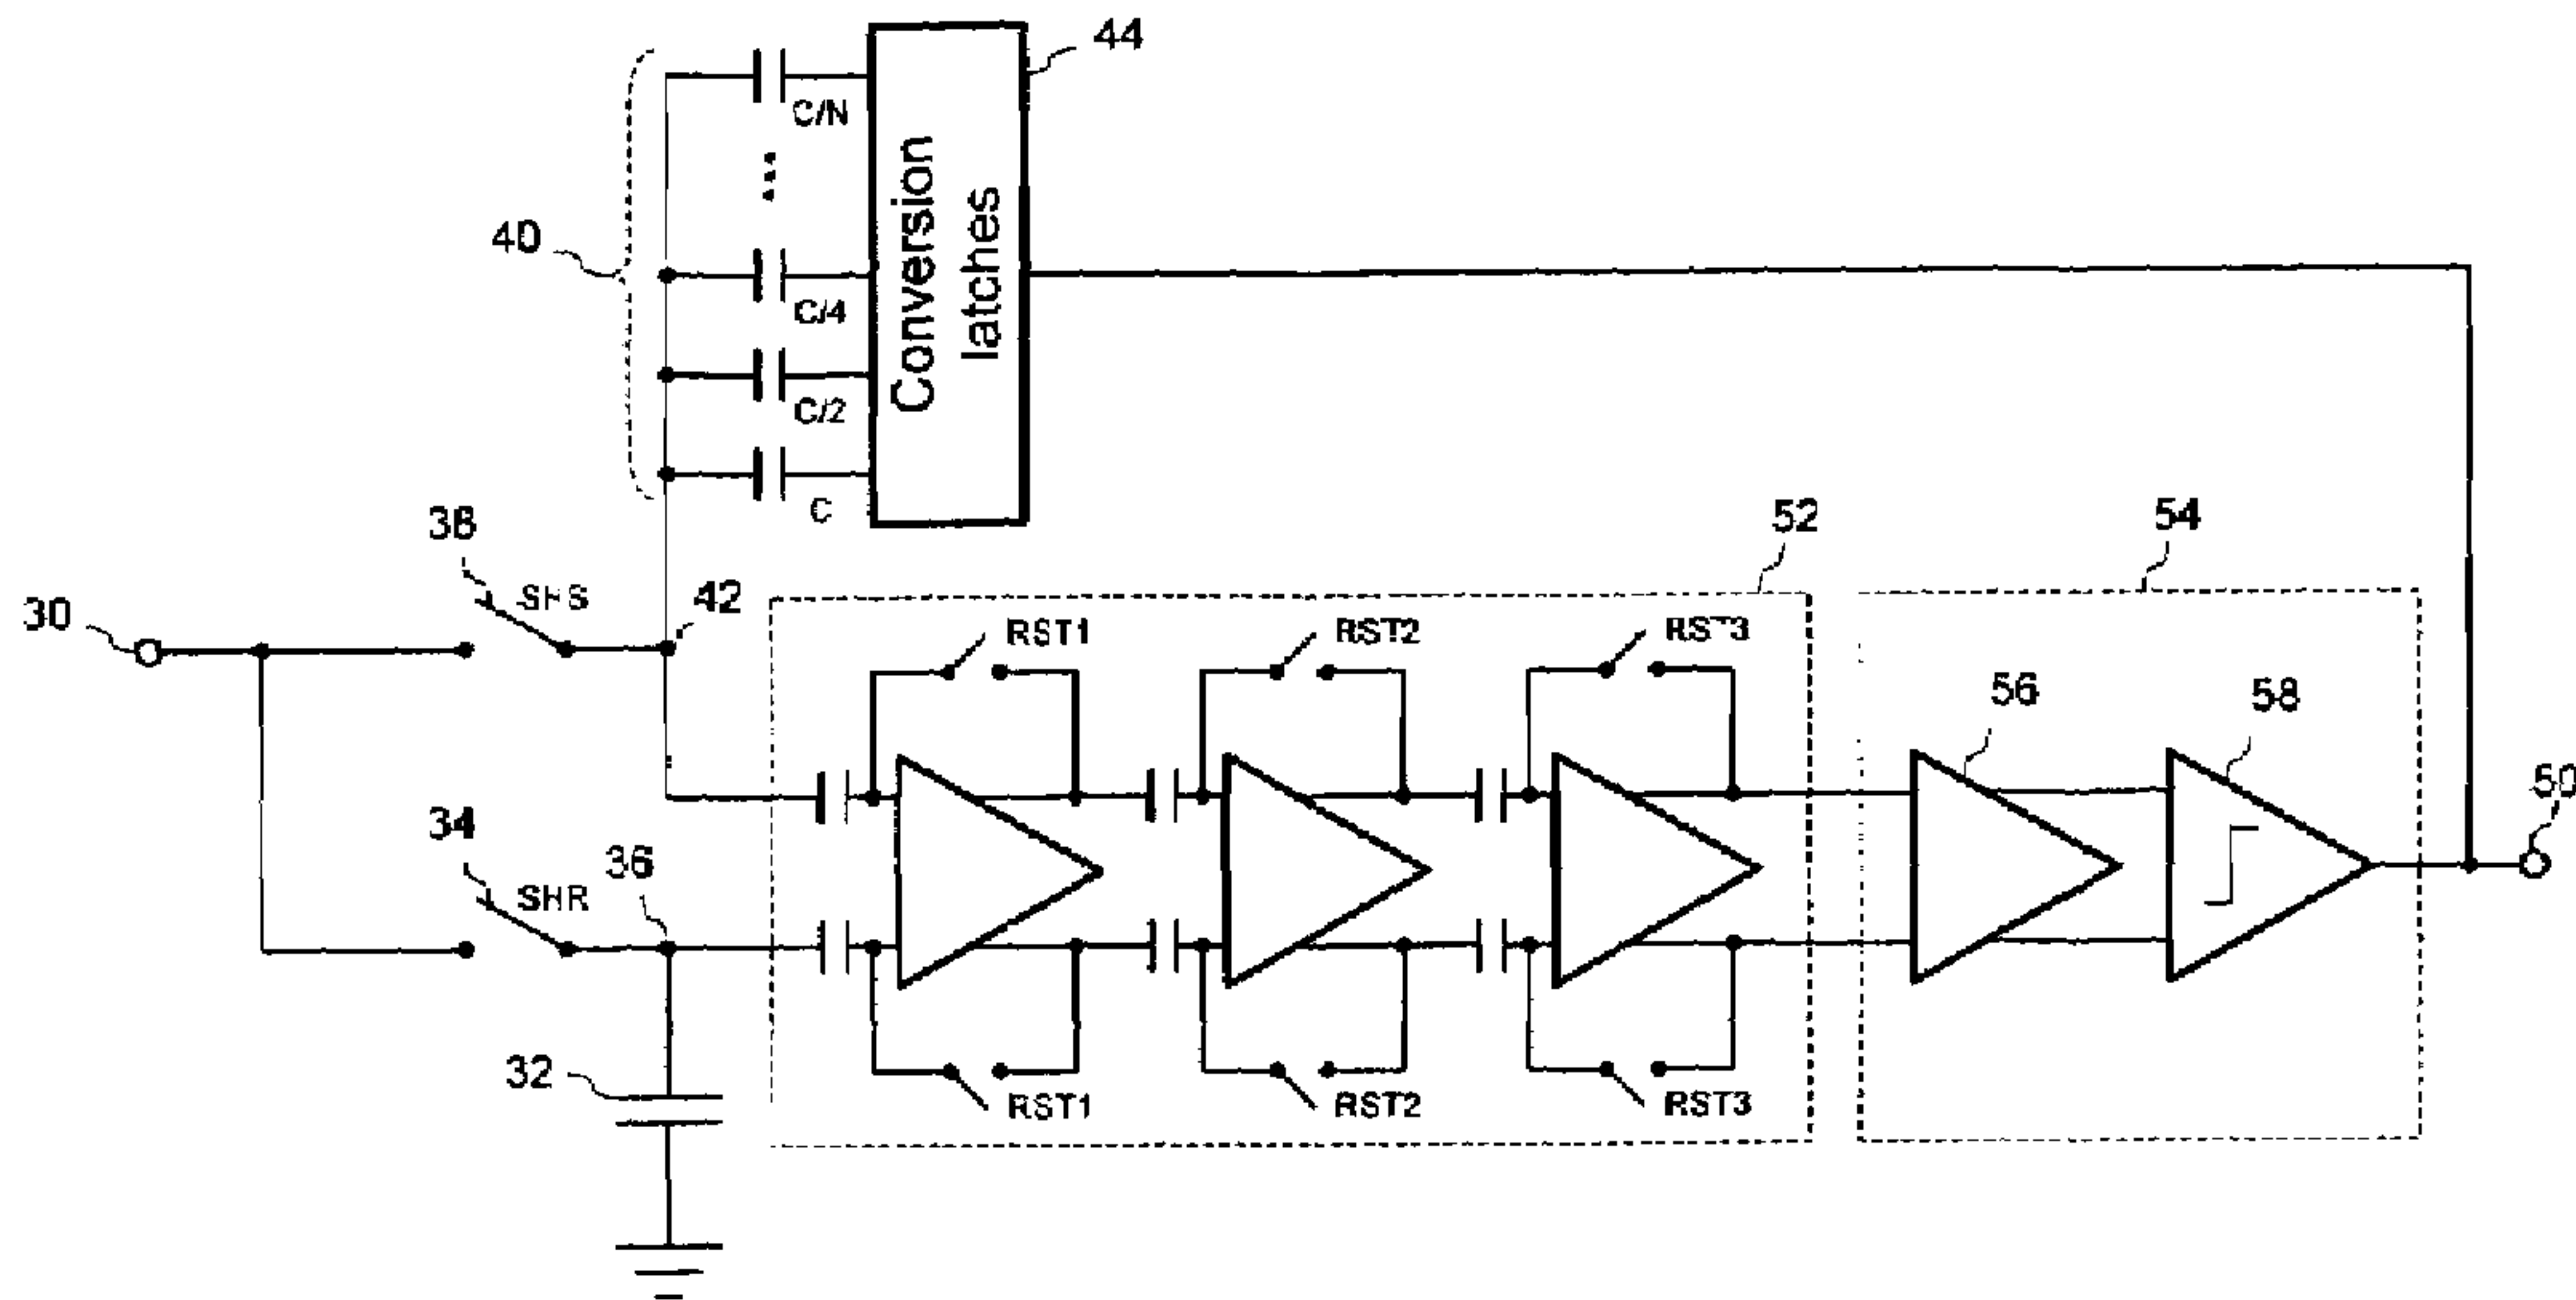 44
C/N
40
C/4
C/2
C
Conversion
latches
38
SHS
42
30
52
54
RST1
RST2
RST3
56
58
50
34
SHR
36
32
RST1
RST2
RST3